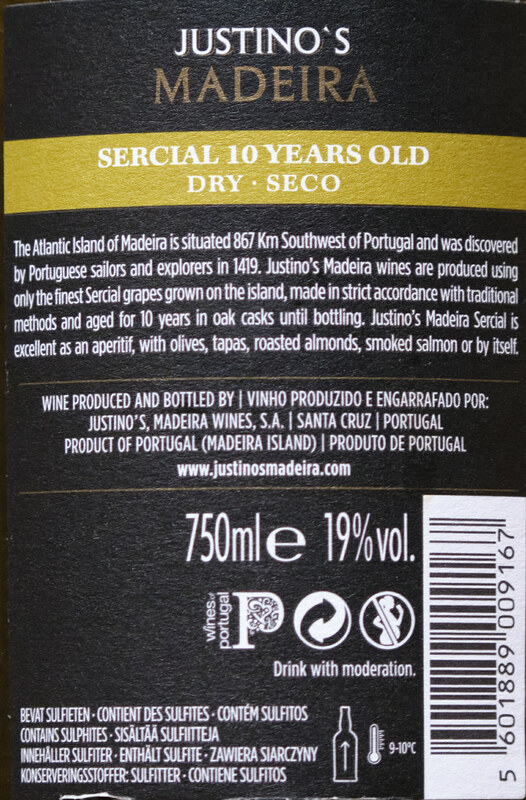 JUSTINO`S
MADEIRA
SERCIAL 10 YEARS OLD
DRY · SECO
The Atlantic Island of Madeira is situated 867 Km Southwest of Portugal and was discovered
by Portuguese sailors and explorers in 1419. Justino's Madeira wines are produced using
only the finest Sercial grapes grown on the island, made in strict accordance with traditional
methods and aged for 10 years in oak casks until bottling. Justino's Madeira Sercial is
excellent as an aperitif, with olives, tapas, roasted almonds, smoked salmon or by itself.
WINE PRODUCED AND BOTTLED BY | VINHO PRODUZIDO E ENGARRAFADO POR:
JUSTINO'S, MADEIRA WINES, S.A. | SANTA CRUZ | PORTUGAL
PRODUCT OF PORTUGAL (MADEIRA ISLAND) | PRODUTO DE PORTUGAL
www.justinosmadeira.com
750ml e 19% vol.
wines of
portugal
P
Drink with moderation.
BEVAT SULFIETEN · CONTIENT DES SULFITES · CONTÉM SULFITOS
CONTAINS SULPHITES · SISÄLTÄÄ SULFIITTEJA
INNEHÅLLER SULFITER · ENTHÄLT SULFITE · ZAWIERA SIARCZYNY
KONSERVERINGSSTOFFER: SULFITTER · CONTIENE SULFITOS
9-10°C
5 601889 009167